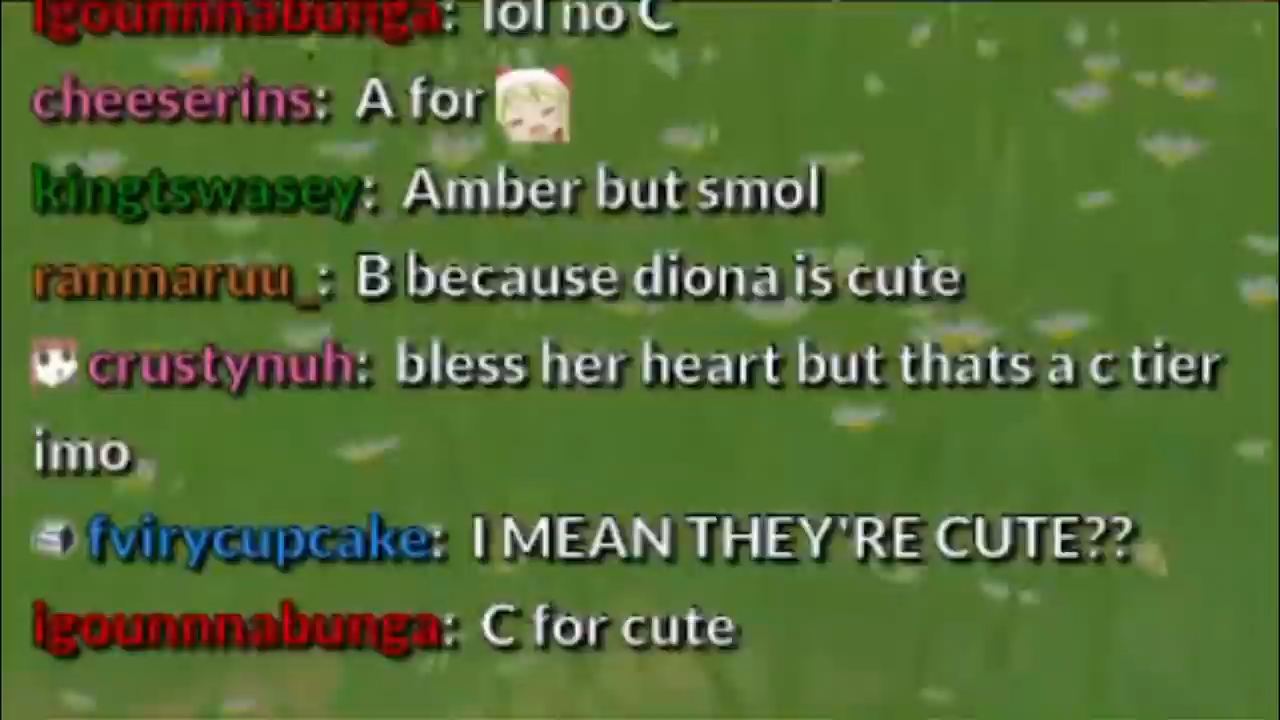 igounnnabunga: lol no C
cheeserins: A for
kingtswasey: Amber but smol
ranmaruu_: B because diona is cute
crustynuh: bless her heart but thats a c tier
imo
fvirycupcake: I MEAN THEY'RE CUTE??
igounnnabunga: C for cute